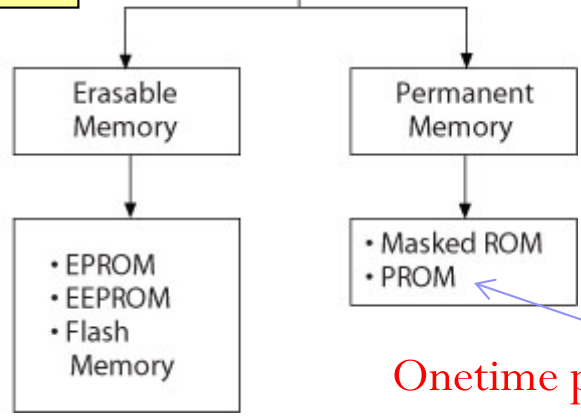 Erasable
Memory
Permanent
Memory
• EPROM
• EEPROM
• Flash
Memory
• Masked ROM
• PROM
Onetime p